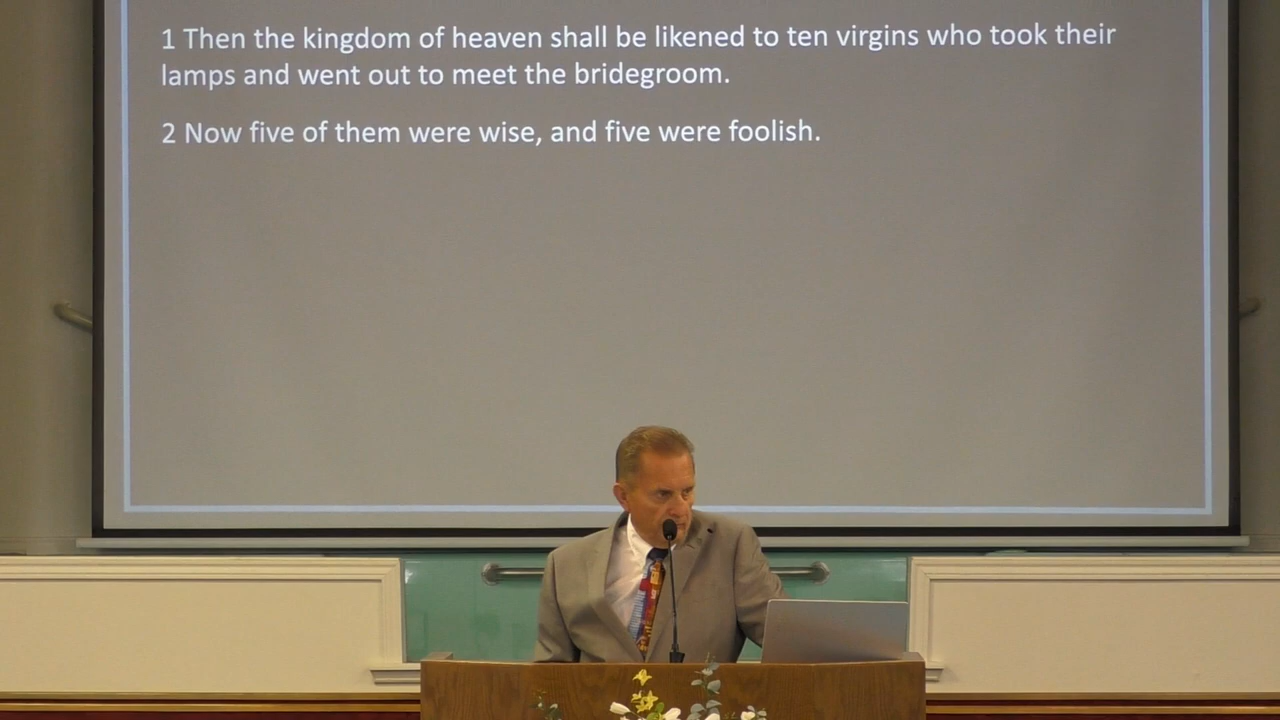 1 Then the kingdom of heaven shall be likened to ten virgins who took their
lamps and went out to meet the bridegroom.
2 Now five of them were wise, and five were foolish.